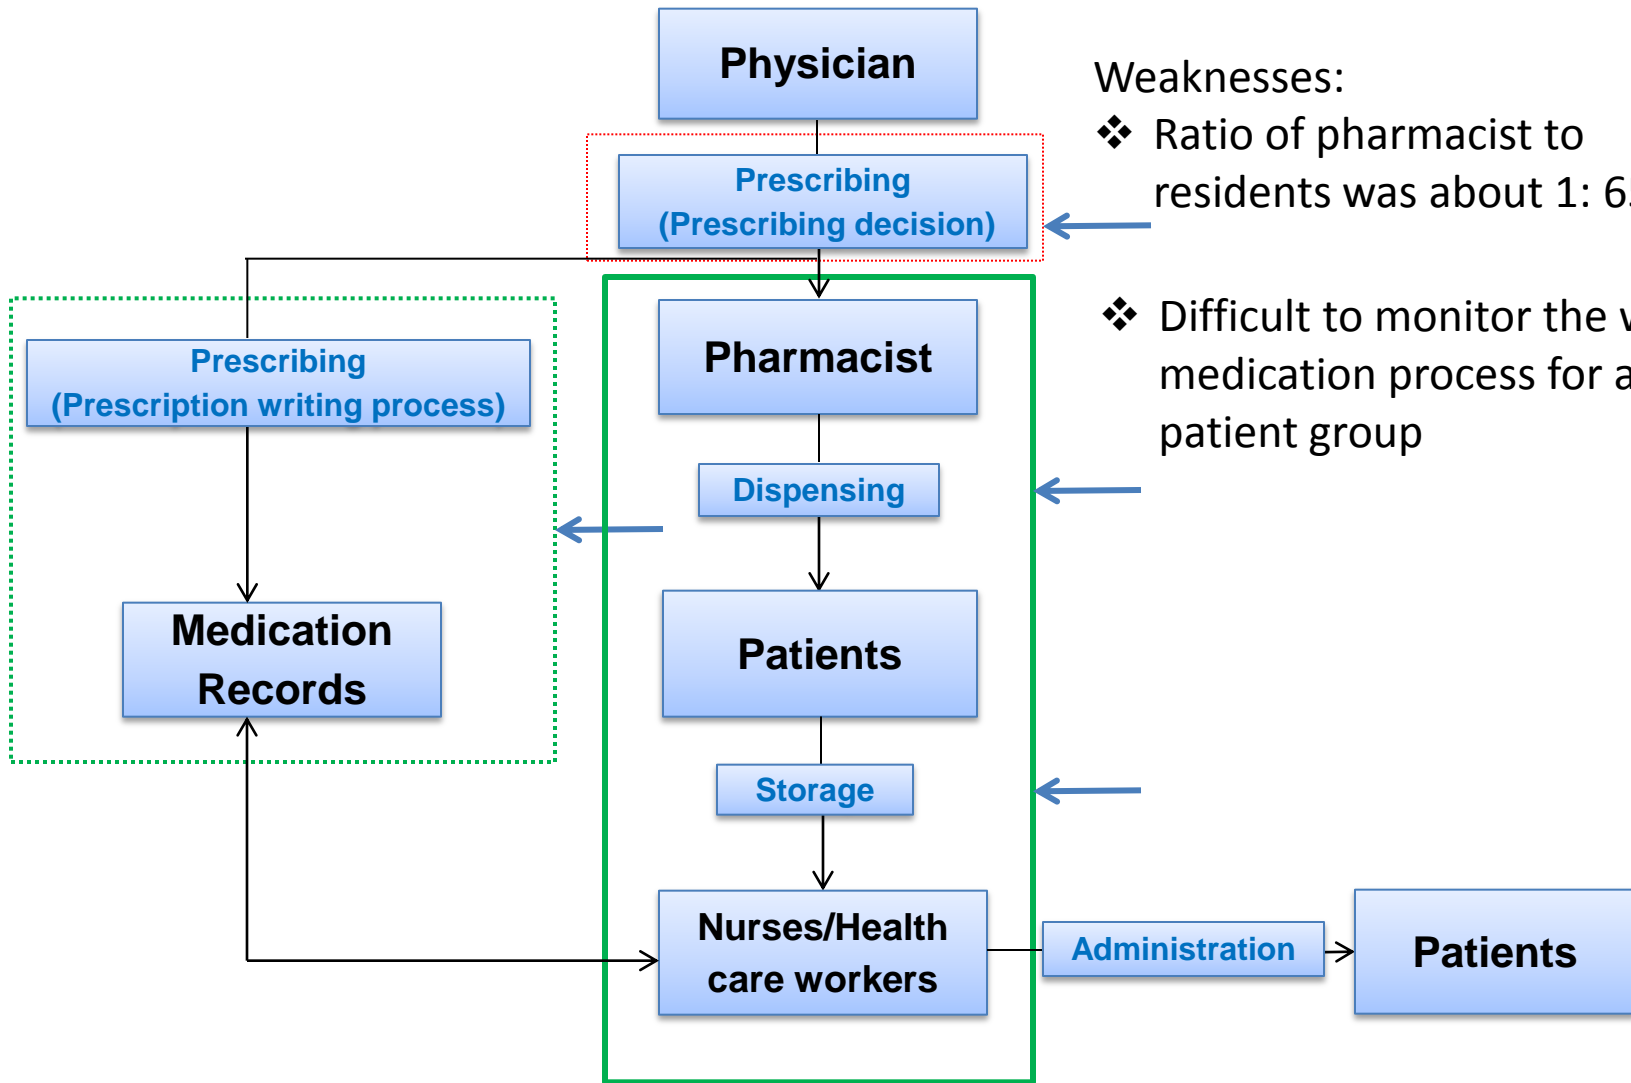 Physician
Weaknesses:
❖ Ratio of pharmacist to
residents was about 1: 6
Prescribing
(Prescribing decision)
❖ Difficult to monitor the
medication process for
patient group
Prescribing
(Prescription writing process)
Pharmacist
Dispensing
Medication
Records
Patients
Storage
Nurses/Health
care workers
Administration
Patients